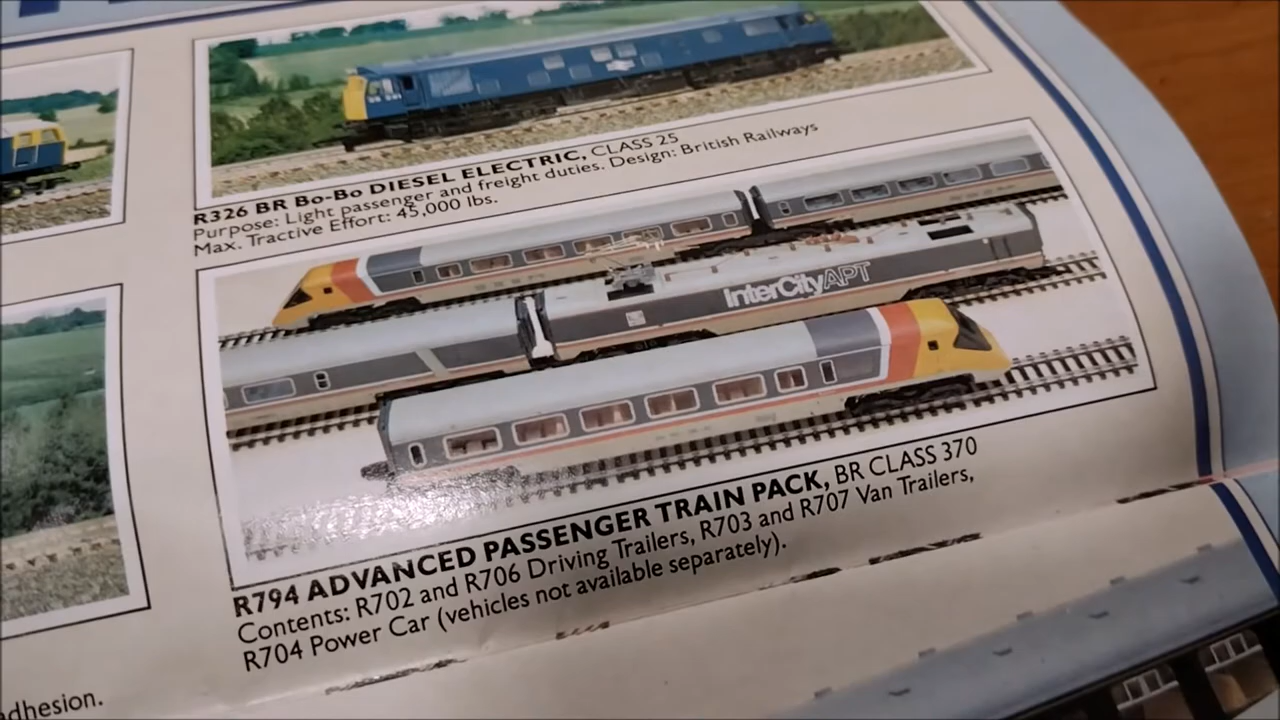 R326 BR Bo-Bo DIESEL ELECTRIC, CLASS 25
Purpose: Light passenger and freight duties. Design: British Railways
Max. Tractive Effort: 45,000 lbs.
InterCityAPT
R794 ADVANCED PASSENGER TRAIN PACK, BR CLASS 370
Contents: R702 and R706 Driving Trailers, R703 and R707 Van Trailers,
R704 Power Car (vehicles not available separately).
adhesion.